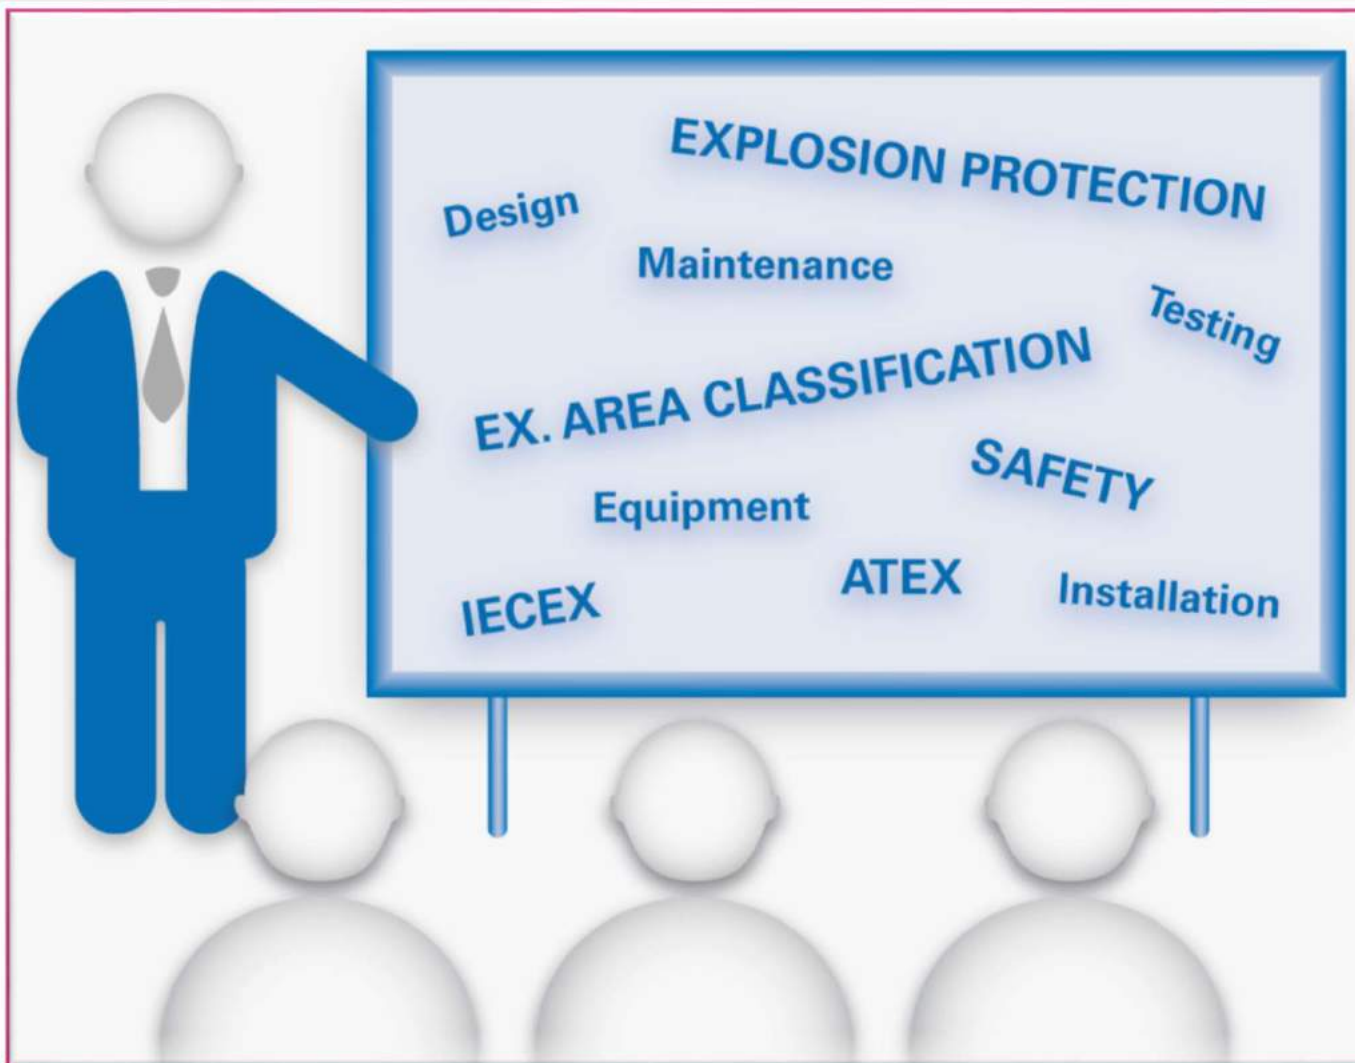 EXPLOSION PROTECTION
Design
Maintenance
Testing
EX. AREA CLASSIFICATION
SAFETY
Equipment
ATEX
Installation
IECEX